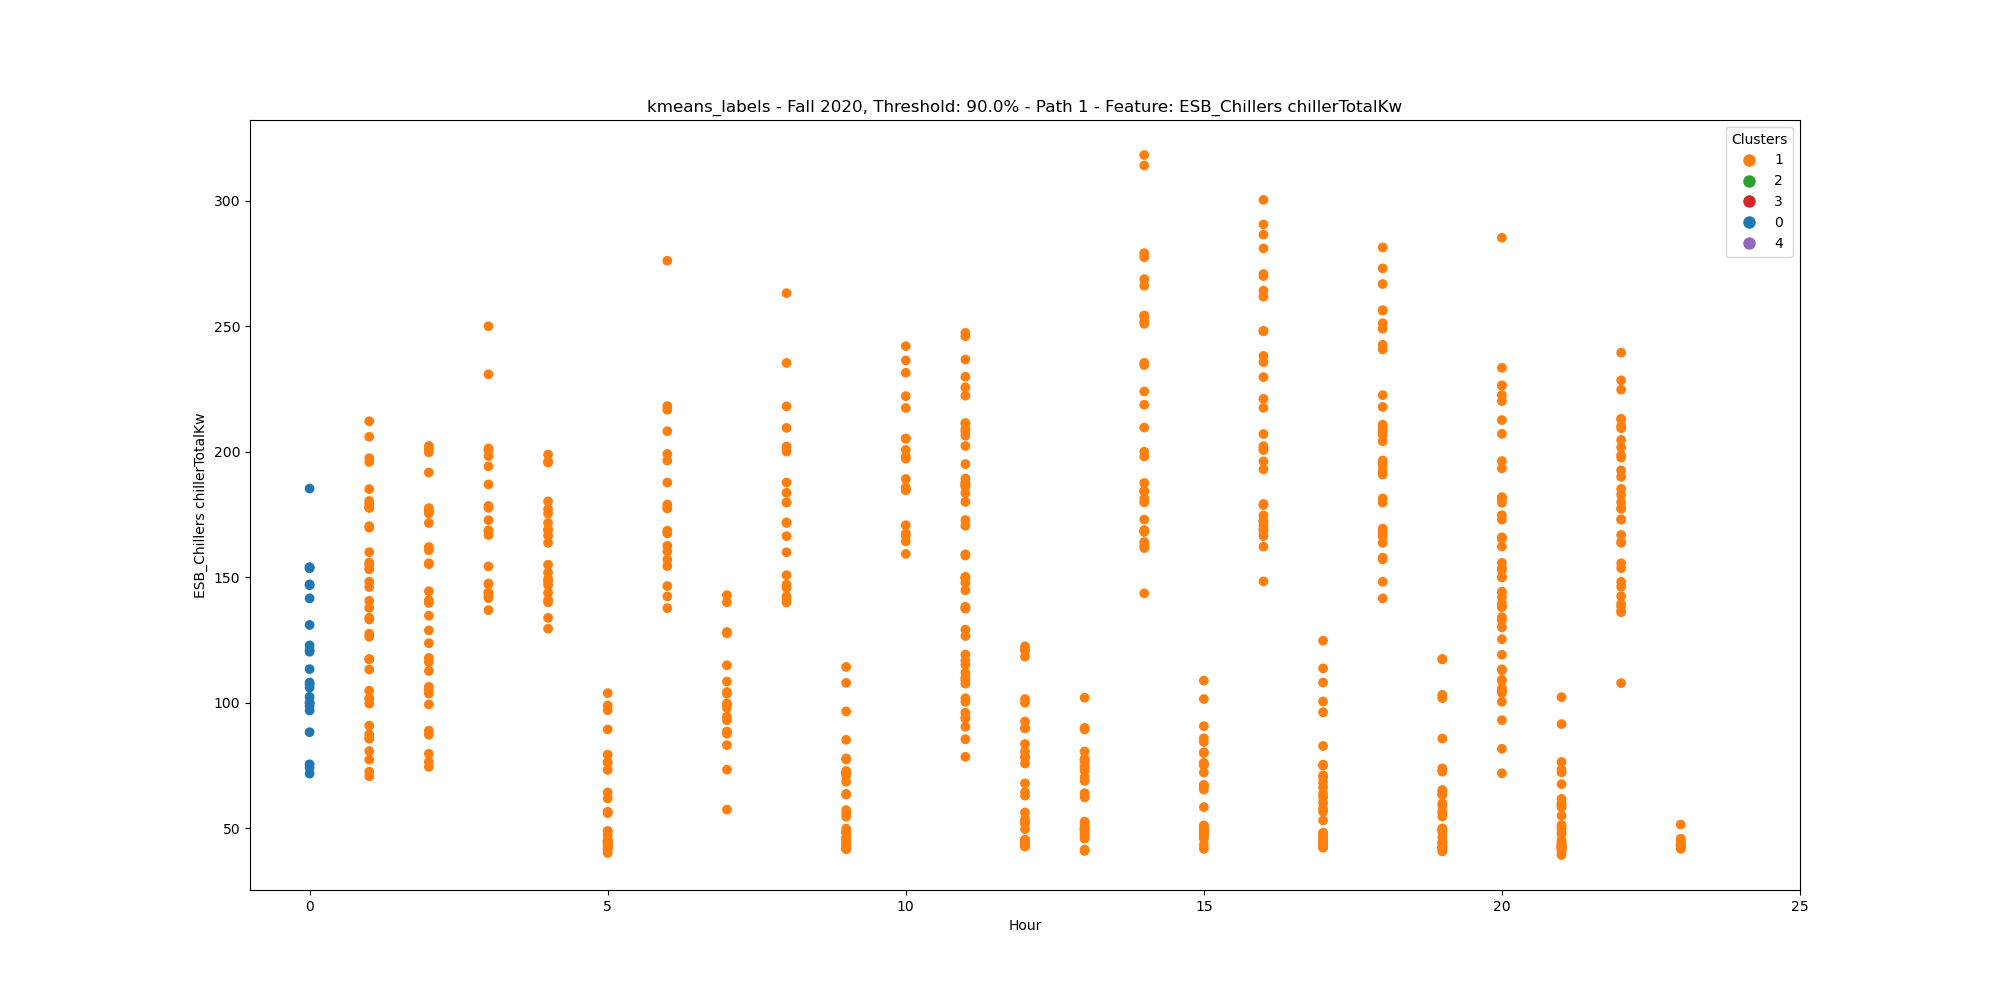 kmeans_labels - Fall 2020, Threshold: 90.0% - Path 1 - Feature: ESB_Chillers chillerTotalKw
Clusters
1
2
3
0
4
300
250
200
150
100
50
ESB_Chillers chillerTotalKw
0 5 10 15 20 25
Hour